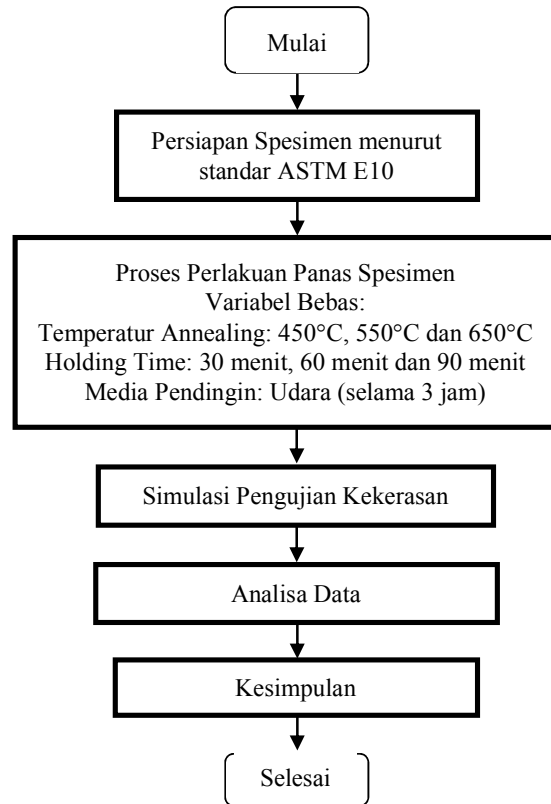 Mulai
Persiapan Spesimen menurut
standar ASTM E10
Proses Perlakuan Panas Spesimen
Variabel Bebas:
Temperatur Annealing: 450°C, 550°C dan 650°C
Holding Time: 30 menit, 60 menit dan 90 menit
Media Pendingin: Udara (selama 3 jam)
Simulasi Pengujian Kekerasan
Analisa Data
Kesimpulan
Selesai